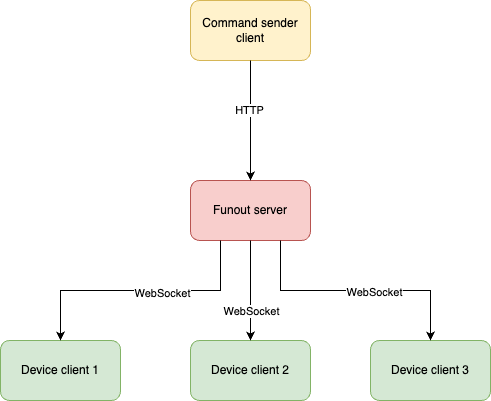 Command sender
client
HTTP
Funout server
WebSocket
WebSocket
WebSocket
Device client 1
Device client 2
Device client 3